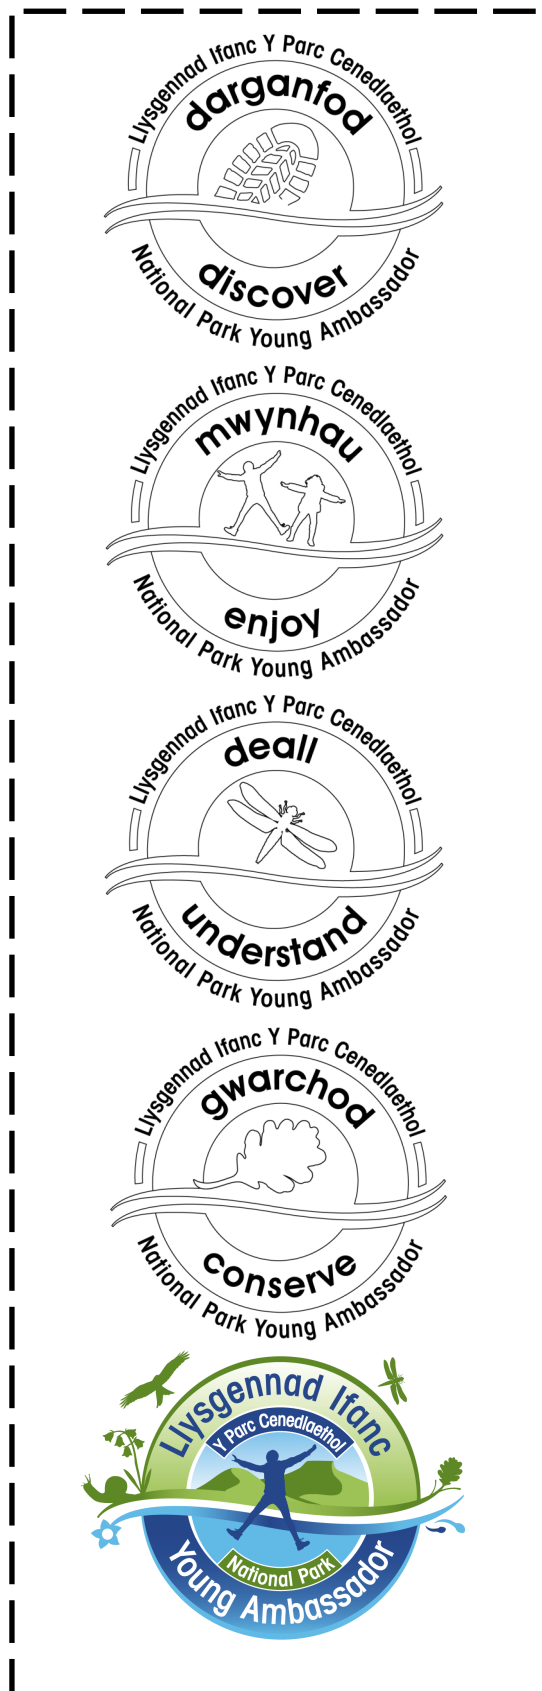 Llysgennad Ifanc Y Parc Cenedlaethol
darganfod
discover
National Park Young Ambassador
Llysgennad Ifanc Y Parc Cenedlaethol
mwynhau
enjoy
National Park Young Ambassador
Llysgennad Ifanc Y Parc Cenedlaethol
deall
understand
National Park Young Ambassador
Llysgennad Ifanc Y Parc Cenedlaethol
gwarchod
conserve
National Park Young Ambassador
Llysgennad Ifanc
Y Parc Cenedlaethol
National Park
Young Ambassador